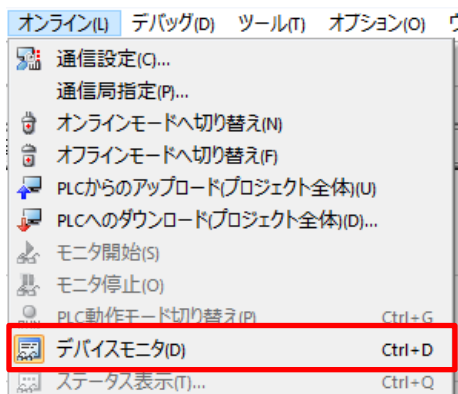 オンライン(L) デバッグ(D) ツール(T) オプション(O)
通信設定(C)...
通信局指定(P)...
オンラインモードへ切り替え(N)
オフラインモードへ切り替え(F)
PLCからのアップロード(プロジェクト全体)(U)
PLCへのダウンロード(プロジェクト全体)(D)...
モニタ開始(S)
モニタ停止(O)
PLC動作モード切り替え(P) Ctrl+G
デバイスモニタ(D) Ctrl+D
ステータス表示(T)... Ctrl+Q